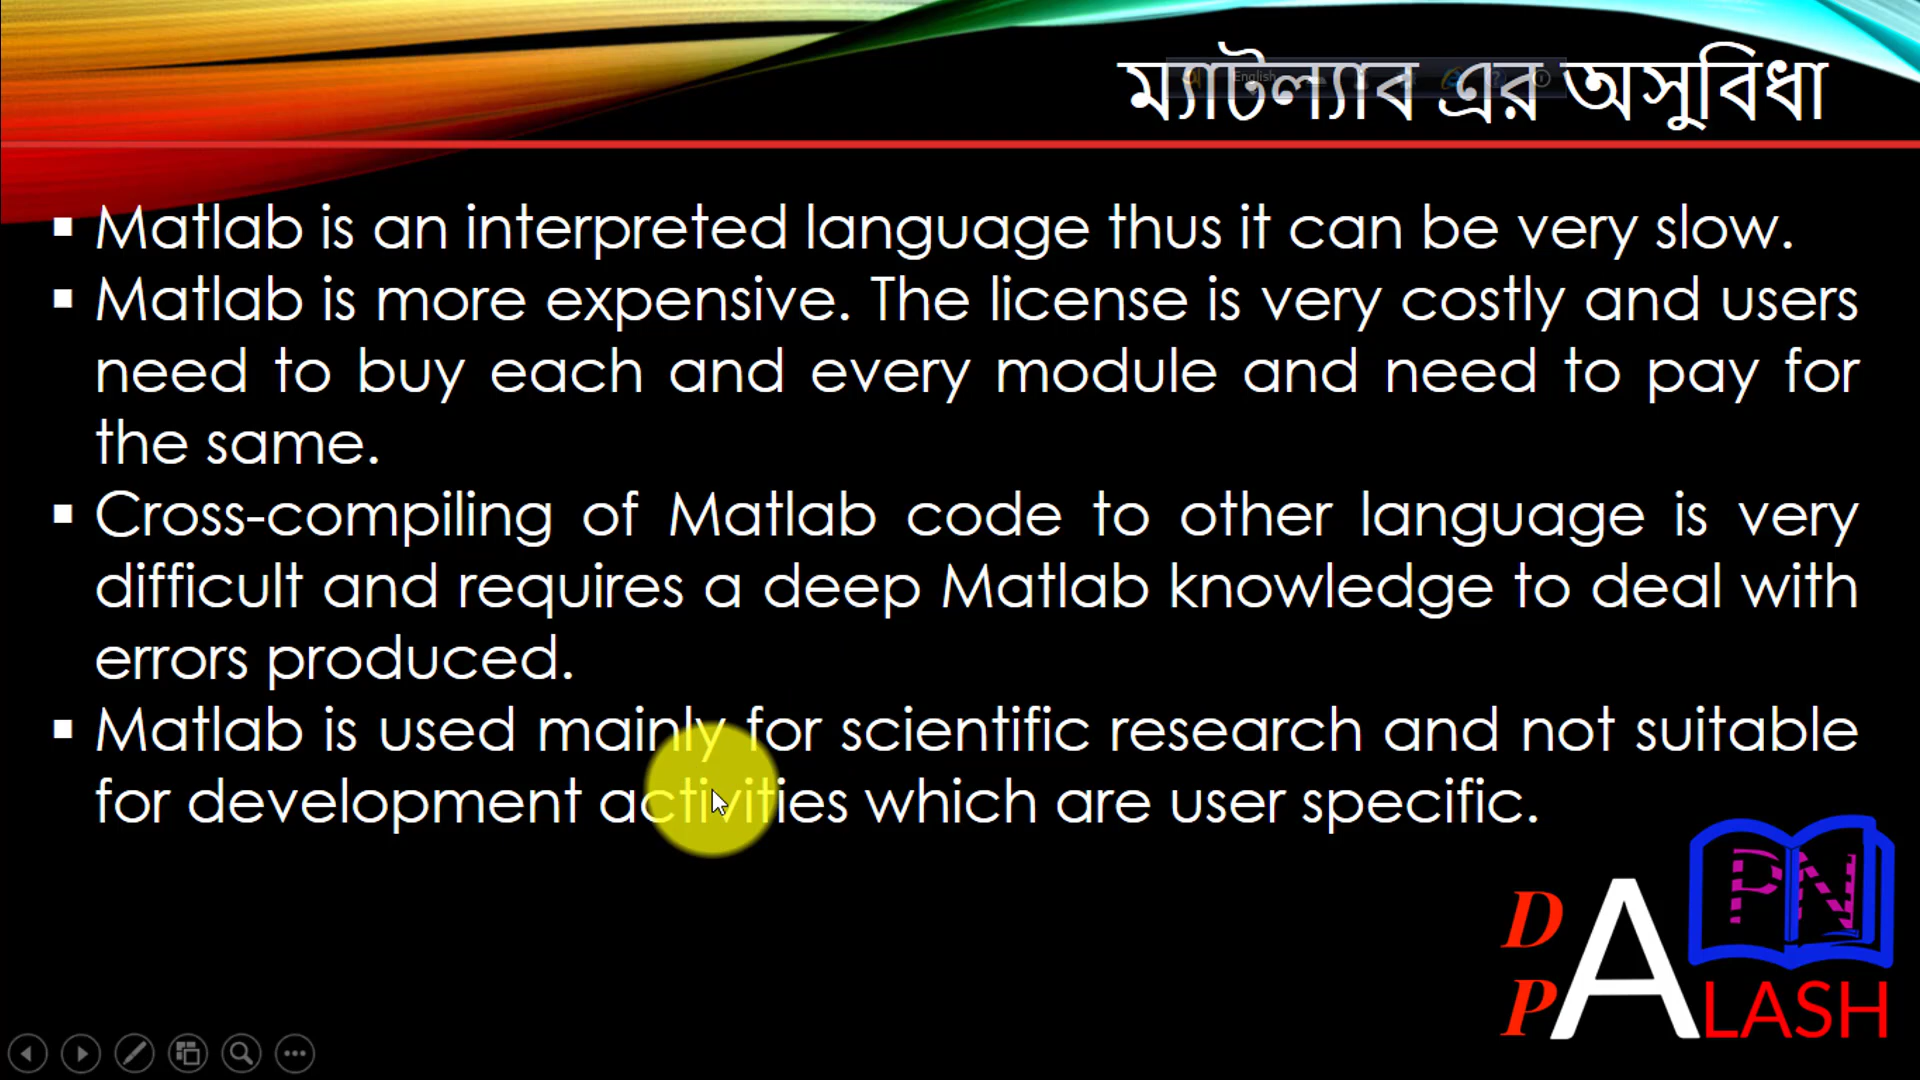 ম্যাটল্যাব এর অসুবিধা
English
▪ Matlab is an interpreted language thus it can be very slow.
▪ Matlab is more expensive. The license is very costly and users
need to buy each and every module and need to pay for
the same.
▪ Cross-compiling of Matlab code to other language is very
difficult and requires a deep Matlab knowledge to deal with
errors produced.
▪ Matlab is used mainly for scientific research and not suitable
for development activities which are user specific.
PN
D
P
ALASH